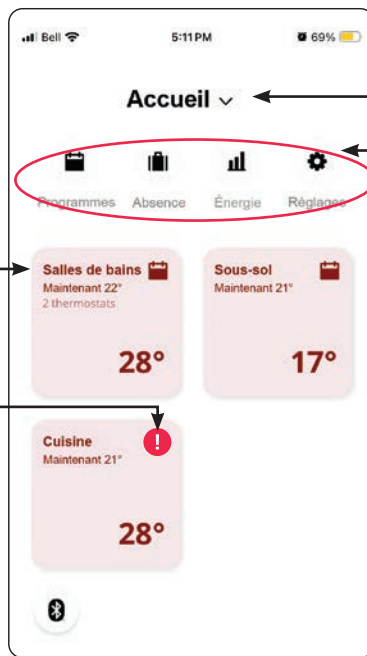 Bell 5:11 PM 69%
Accueil
Programmes Absence Énergie Réglages
Salles de bains
Maintenant 22°
2 thermostats
28°
Sous-sol
Maintenant 21°
17°
Cuisine
!
Maintenant 21°
28°